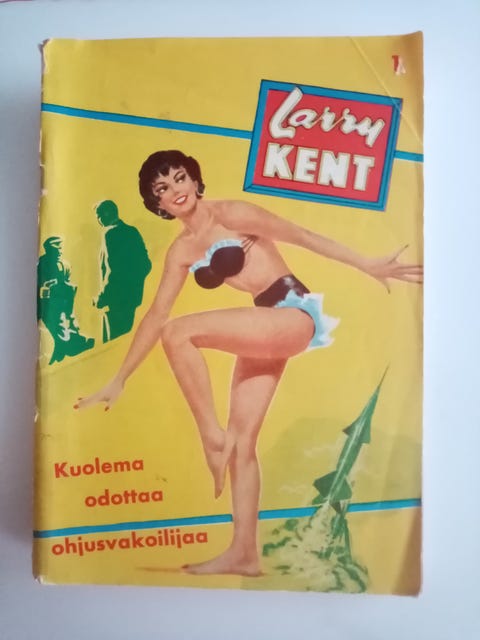 Larry
KENT
Kuolema
odottaa
ohjusvakoilijaa